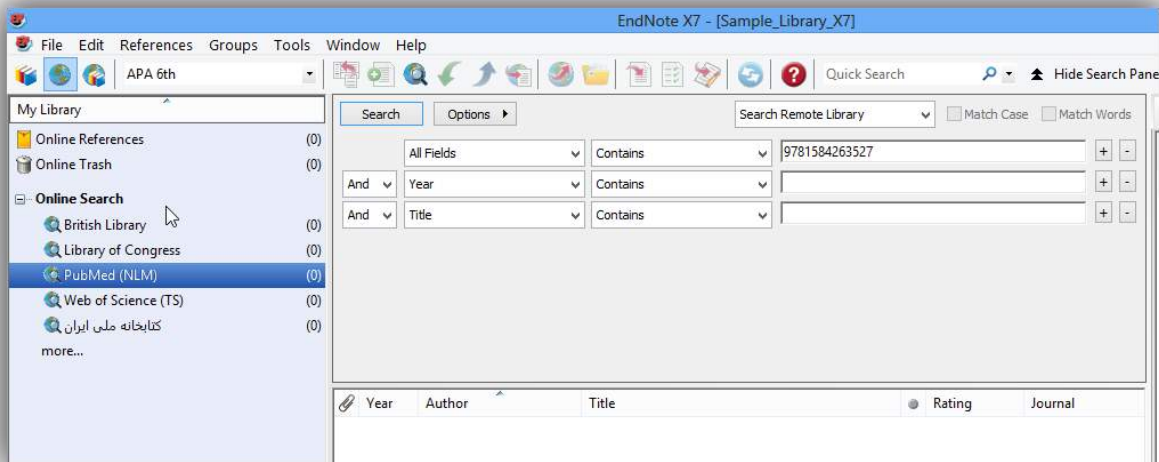 EndNote X7 - [Sample_Library_X7]
File Edit References Groups Tools Window Help
APA 6th
Quick Search
Hide Search Pane
My Library
Search Options Search Remote Library Match Case Match Words
Online References (0)
All Fields Contains 9781584263527 + -
Online Trash (0)
And Year Contains + -
Online Search
And Title Contains + -
British Library (0)
Library of Congress (0)
PubMed (NLM) (0)
Web of Science (TS) (0)
کتابخانه ملی ایران (0)
more...
Year Author Title Rating Journal